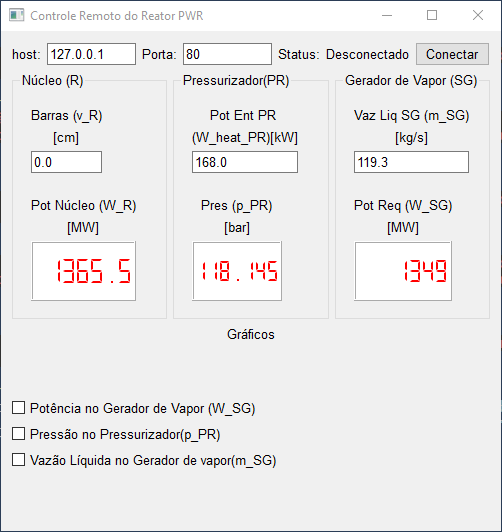 Controle Remoto do Reator PWR
host: 127.0.0.1 Porta: 80 Status: Desconectado Conectar
Núcleo (R)
Barras (v_R)
[cm]
0.0
Pot Núcleo (W_R)
[MW]
1365.5
Pressurizador(PR)
Pot Ent PR
(W_heat_PR)[kW]
168.0
Pres (p_PR)
[bar]
118.145
Gerador de Vapor (SG)
Vaz Liq SG (m_SG)
[kg/s]
119.3
Pot Req (W_SG)
[MW]
1349
Gráficos
Potência no Gerador de Vapor (W_SG)
Pressão no Pressurizador(p_PR)
Vazão Líquida no Gerador de vapor(m_SG)